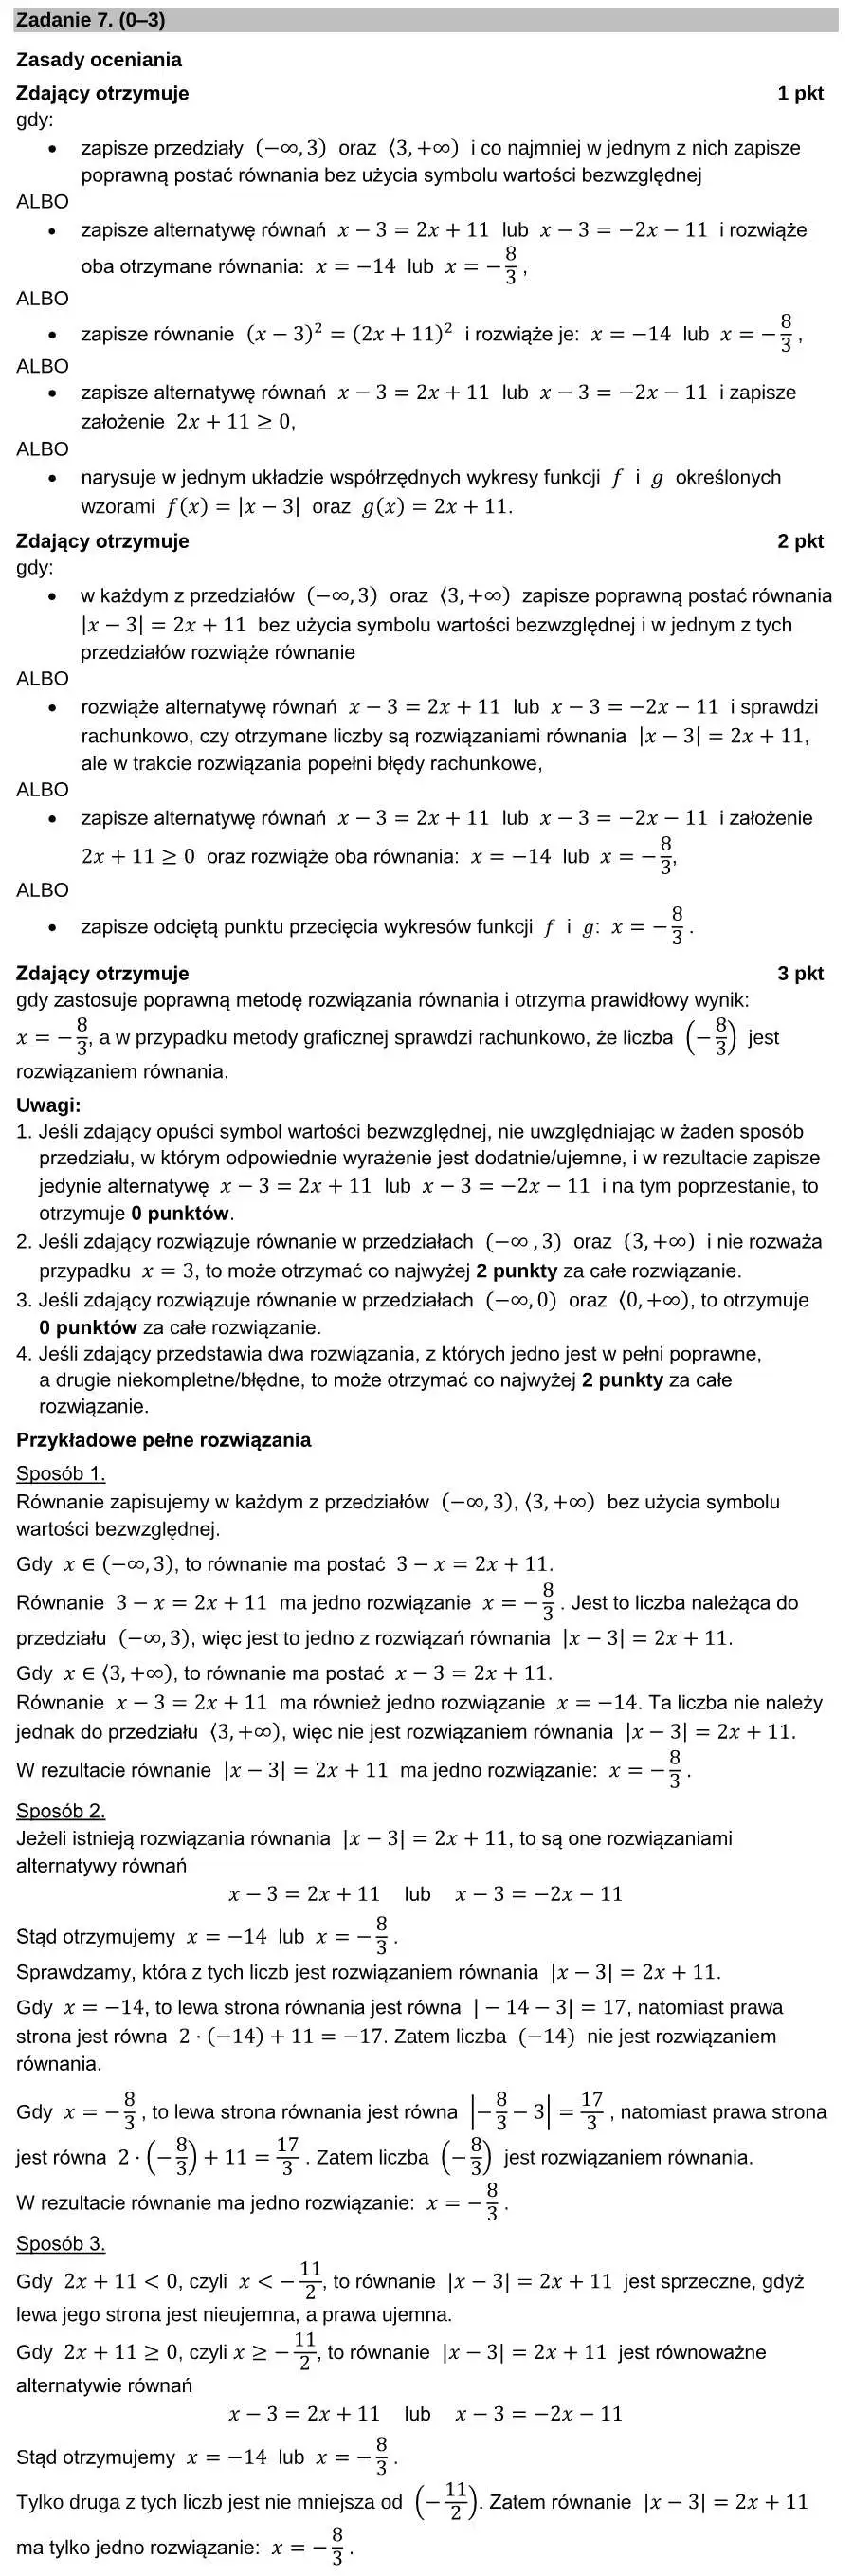 Zadanie 7. (0–3)
Zasady oceniania
Zdający otrzymuje 1 pkt
gdy:
• zapisze przedziały (−∞, 3) oraz ⟨3, +∞) i co najmniej w jednym z nich zapisze
poprawną postać równania bez użycia symbolu wartości bezwzględnej
ALBO
• zapisze alternatywę równań x − 3 = 2x + 11 lub x − 3 = −2x − 11 i rozwiąże
oba otrzymane równania: x = −14 lub x = −8/3 ,
ALBO
• zapisze równanie (x − 3)² = (2x + 11)² i rozwiąże je: x = −14 lub x = −8/3 ,
ALBO
• zapisze alternatywę równań x − 3 = 2x + 11 lub x − 3 = −2x − 11 i zapisze
założenie 2x + 11 ≥ 0,
ALBO
• narysuje w jednym układzie współrzędnych wykresy funkcji f i g określonych
wzorami f(x) = |x − 3| oraz g(x) = 2x + 11.
Zdający otrzymuje 2 pkt
gdy:
• w każdym z przedziałów (−∞, 3) oraz ⟨3, +∞) zapisze poprawną postać równania
|x − 3| = 2x + 11 bez użycia symbolu wartości bezwzględnej i w jednym z tych
przedziałów rozwiąże równanie
ALBO
• rozwiąże alternatywę równań x − 3 = 2x + 11 lub x − 3 = −2x − 11 i sprawdzi
rachunkowo, czy otrzymane liczby są rozwiązaniami równania |x − 3| = 2x + 11,
ale w trakcie rozwiązania popełni błędy rachunkowe,
ALBO
• zapisze alternatywę równań x − 3 = 2x + 11 lub x − 3 = −2x − 11 i założenie
2x + 11 ≥ 0 oraz rozwiąże oba równania: x = −14 lub x = −8/3,
ALBO
• zapisze odciętą punktu przecięcia wykresów funkcji f i g: x = −8/3 .
Zdający otrzymuje 3 pkt
gdy zastosuje poprawną metodę rozwiązania równania i otrzyma prawidłowy wynik:
x = −8/3, a w przypadku metody graficznej sprawdzi rachunkowo, że liczba (−8/3) jest
rozwiązaniem równania.
Uwagi:
1. Jeśli zdający opuści symbol wartości bezwzględnej, nie uwzględniając w żaden sposób
przedziału, w którym odpowiednie wyrażenie jest dodatnie/ujemne, i w rezultacie zapisze
jedynie alternatywę x − 3 = 2x + 11 lub x − 3 = −2x − 11 i na tym poprzestanie, to
otrzymuje 0 punktów.
2. Jeśli zdający rozwiązuje równanie w przedziałach (−∞ , 3) oraz (3, +∞) i nie rozważa
przypadku x = 3, to może otrzymać co najwyżej 2 punkty za całe rozwiązanie.
3. Jeśli zdający rozwiązuje równanie w przedziałach (−∞, 0) oraz ⟨0, +∞), to otrzymuje
0 punktów za całe rozwiązanie.
4. Jeśli zdający przedstawia dwa rozwiązania, z których jedno jest w pełni poprawne,
a drugie niekompletne/błędne, to może otrzymać co najwyżej 2 punkty za całe
rozwiązanie.
Przykładowe pełne rozwiązania
Sposób 1.
Równanie zapisujemy w każdym z przedziałów (−∞, 3), ⟨3, +∞) bez użycia symbolu
wartości bezwzględnej.
Gdy x ∈ (−∞, 3), to równanie ma postać 3 − x = 2x + 11.
Równanie 3 − x = 2x + 11 ma jedno rozwiązanie x = −8/3 . Jest to liczba należąca do
przedziału (−∞, 3), więc jest to jedno z rozwiązań równania |x − 3| = 2x + 11.
Gdy x ∈ ⟨3, +∞), to równanie ma postać x − 3 = 2x + 11.
Równanie x − 3 = 2x + 11 ma również jedno rozwiązanie x = −14. Ta liczba nie należy
jednak do przedziału ⟨3, +∞), więc nie jest rozwiązaniem równania |x − 3| = 2x + 11.
W rezultacie równanie |x − 3| = 2x + 11 ma jedno rozwiązanie: x = −8/3 .
Sposób 2.
Jeżeli istnieją rozwiązania równania |x − 3| = 2x + 11, to są one rozwiązaniami
alternatywy równań
x − 3 = 2x + 11 lub x − 3 = −2x − 11
Stąd otrzymujemy x = −14 lub x = −8/3 .
Sprawdzamy, która z tych liczb jest rozwiązaniem równania |x − 3| = 2x + 11.
Gdy x = −14, to lewa strona równania jest równa | − 14 − 3| = 17, natomiast prawa
strona jest równa 2 · (−14) + 11 = −17. Zatem liczba (−14) nie jest rozwiązaniem
równania.
Gdy x = −8/3 , to lewa strona równania jest równa |−8/3 − 3| = 17/3 , natomiast prawa strona
jest równa 2 · (−8/3) + 11 = 17/3 . Zatem liczba (−8/3) jest rozwiązaniem równania.
W rezultacie równanie ma jedno rozwiązanie: x = −8/3 .
Sposób 3.
Gdy 2x + 11 < 0, czyli x < −11/2, to równanie |x − 3| = 2x + 11 jest sprzeczne, gdyż
lewa jego strona jest nieujemna, a prawa ujemna.
Gdy 2x + 11 ≥ 0, czyli x ≥ −11/2, to równanie |x − 3| = 2x + 11 jest równoważne
alternatywie równań
x − 3 = 2x + 11 lub x − 3 = −2x − 11
Stąd otrzymujemy x = −14 lub x = −8/3 .
Tylko druga z tych liczb jest nie mniejsza od (−11/2). Zatem równanie |x − 3| = 2x + 11
ma tylko jedno rozwiązanie: x = −8/3 .